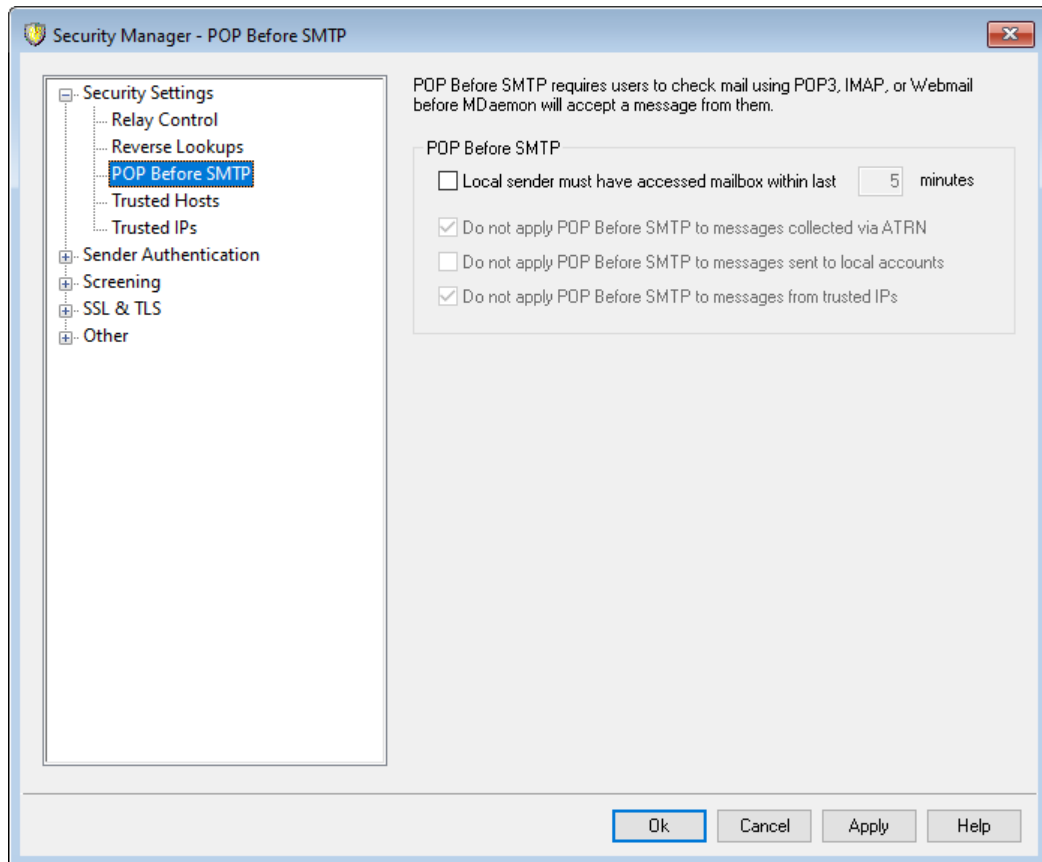 Security Manager - POP Before SMTP
Security Settings
Relay Control
Reverse Lookups
POP Before SMTP
Trusted Hosts
Trusted IPs
Sender Authentication
Screening
SSL & TLS
Other
POP Before SMTP requires users to check mail using POP3, IMAP, or Webmail
before MDaemon will accept a message from them.
POP Before SMTP
Local sender must have accessed mailbox within last 5 minutes
Do not apply POP Before SMTP to messages collected via ATRN
Do not apply POP Before SMTP to messages sent to local accounts
Do not apply POP Before SMTP to messages from trusted IPs
Ok Cancel Apply Help